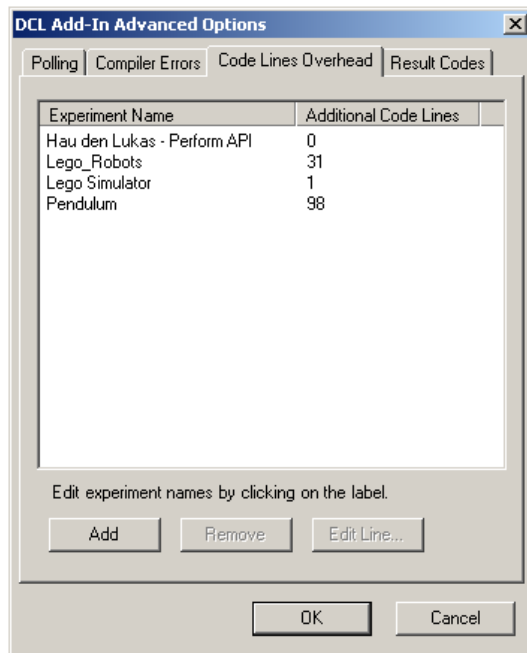 DCL Add-In Advanced Options
Polling Compiler Errors Code Lines Overhead Result Codes
Experiment Name Additional Code Lines
Hau den Lukas - Perform API 0
Lego_Robots 31
Lego Simulator 1
Pendulum 98
Edit experiment names by clicking on the label.
Add Remove Edit Line...
OK Cancel